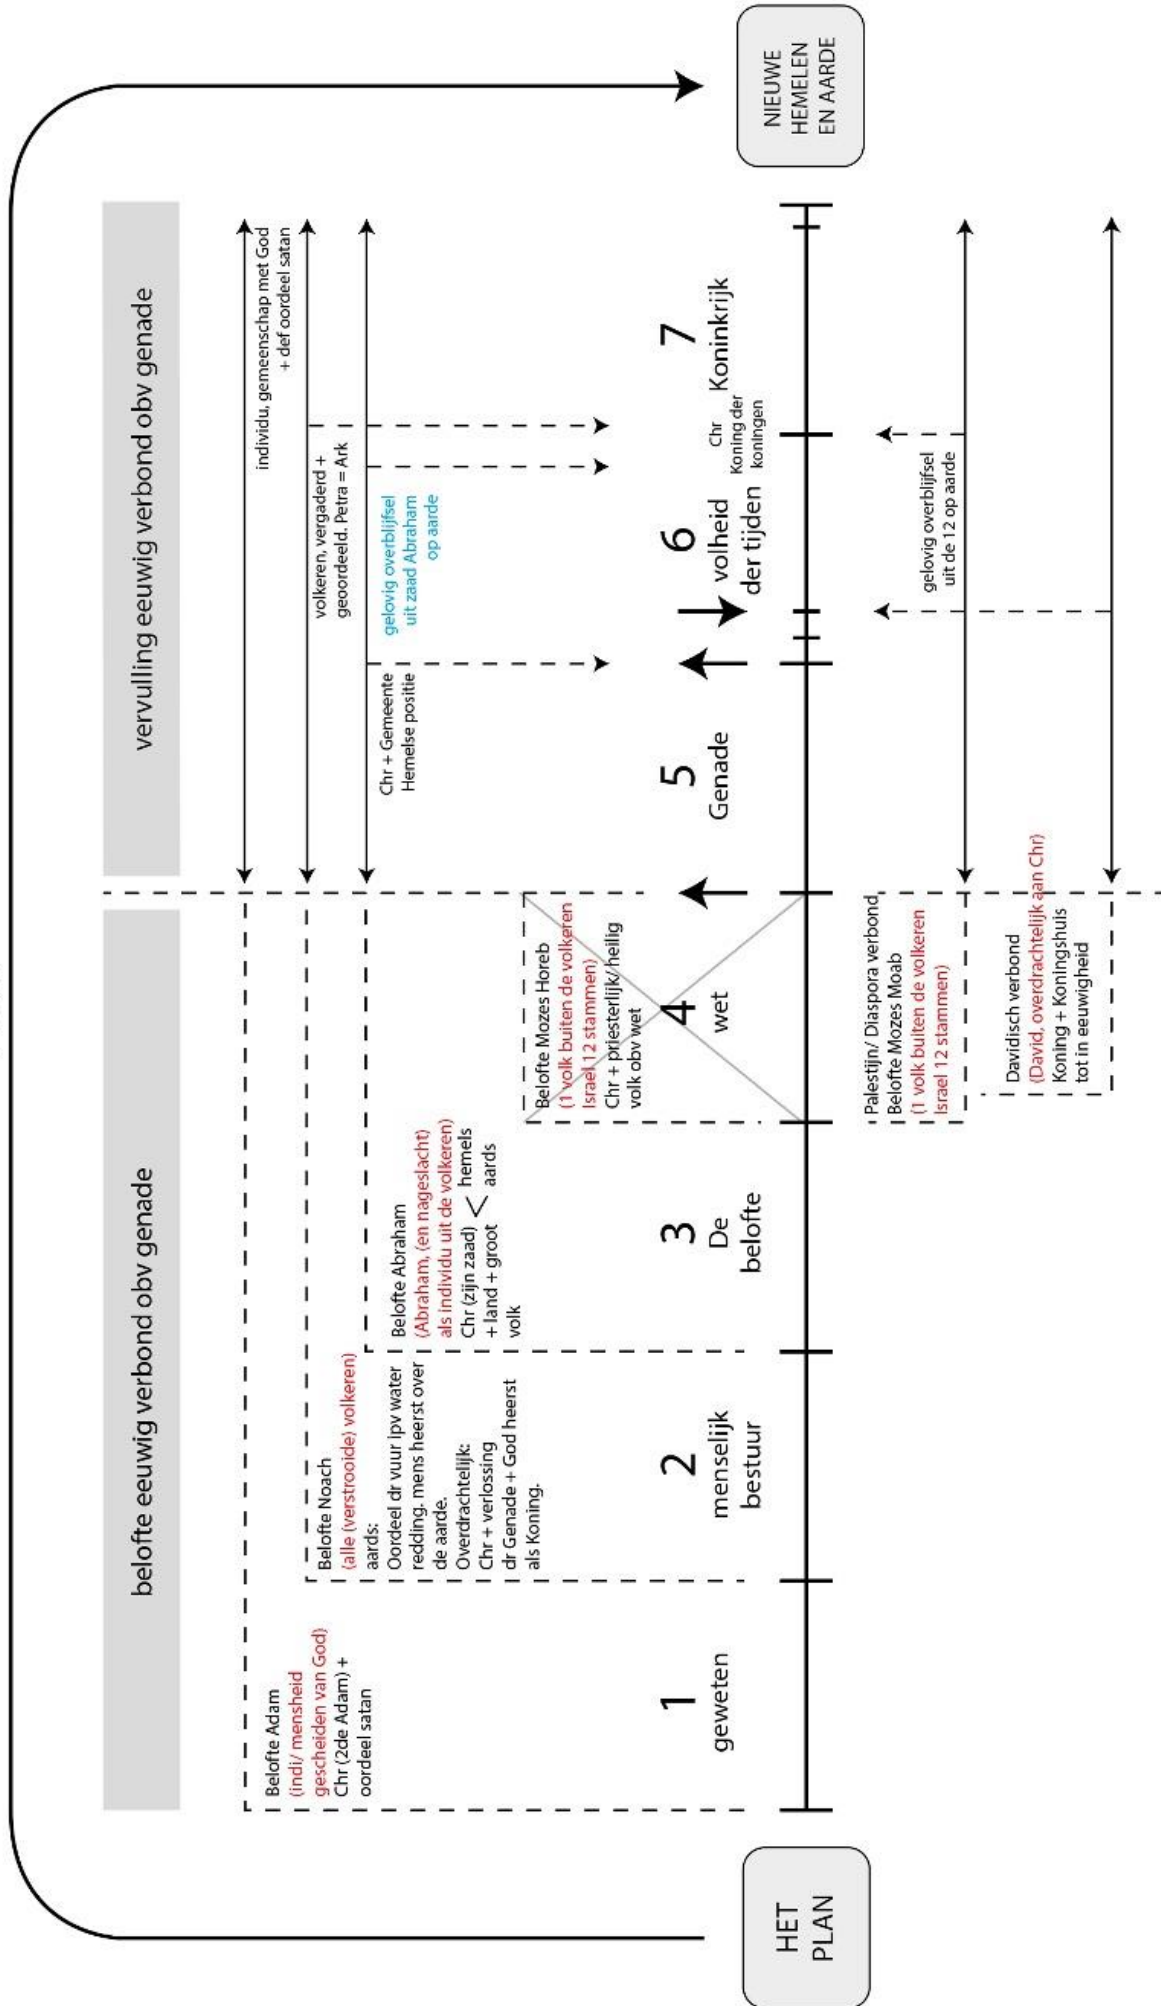 belofte eeuwig verbond obv genade
vervulling eeuwig verbond obv genade
Belofte Adam
(indi/ mensheid
gescheiden van God)
Chr (2de Adam) +
oordeel satan
Belofte Noach
(alle (verstrooide) volkeren)
aards:
Oordeel dr vuur ipv water
redding. mens heerst over
de aarde.
Overdrachtelijk:
Chr + verlossing
dr Genade + God heerst
als Koning.
Belofte Abraham
(Abraham, (en nageslacht)
als individu uit de volkeren)
Chr (zijn zaad) < hemels
aards
+ land + groot
volk
Belofte Mozes Horeb
(1 volk buiten de volkeren
Israel 12 stammen)
Chr + priesterlijk/ heilig
volk obv wet
individu, gemeenschap met God
+ def oordeel satan
volkeren, vergaderd +
geoordeeld. Petra = Ark
Chr + Gemeente
Hemelse positie
gelovig overblijfsel
uit zaad Abraham
op aarde
HET
PLAN
1
geweten
2
menselijk
bestuur
3
De
belofte
4
wet
5
Genade
6
volheid
der tijden
Chr
Koning der
koningen
7
Koninkrijk
NIEUWE
HEMELEN
EN AARDE
Palestijn/ Diaspora verbond
Belofte Mozes Moab
(1 volk buiten de volkeren
Israel 12 stammen)
gelovig overblijfsel
uit de 12 op aarde
Davidisch verbond
(David, overdrachtelijk aan Chr)
Koning + Koningshuis
tot in eeuwigheid